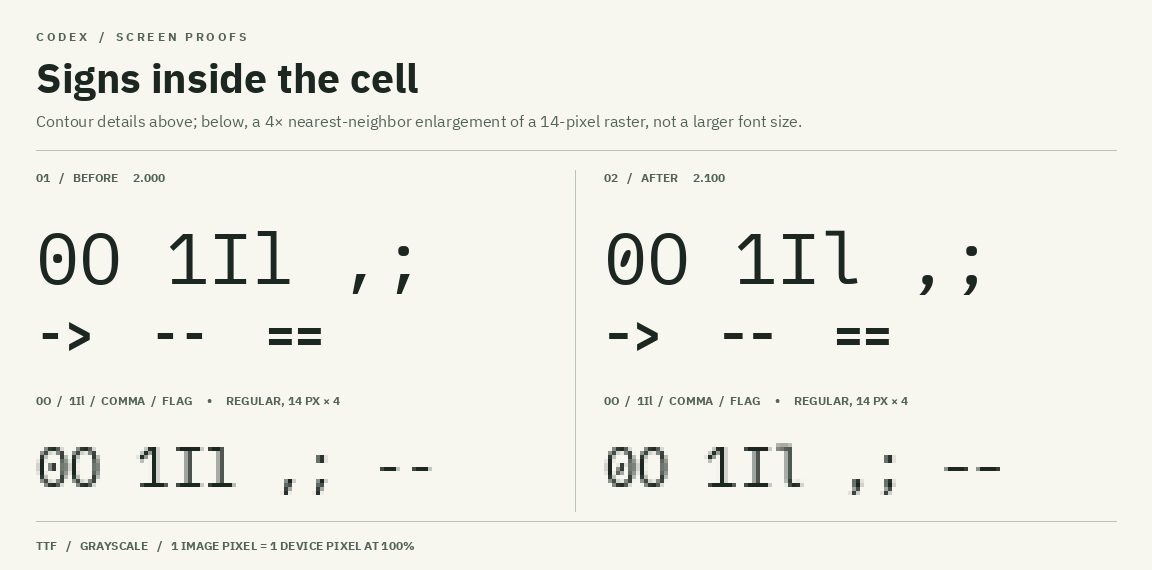 CODEX / SCREEN PROOFS
Signs inside the cell
Contour details above; below, a 4× nearest-neighbor enlargement of a 14-pixel raster, not a larger font size.
01 / BEFORE 2.000
0O 1Il ,;
-> -- ==
0O / 1Il / COMMA / FLAG • REGULAR, 14 PX × 4
0O 1Il ,; --
02 / AFTER 2.100
0O 1Il ,;
-> -- ==
0O / 1Il / COMMA / FLAG • REGULAR, 14 PX × 4
0O 1Il ,; --
TTF / GRAYSCALE / 1 IMAGE PIXEL = 1 DEVICE PIXEL AT 100%